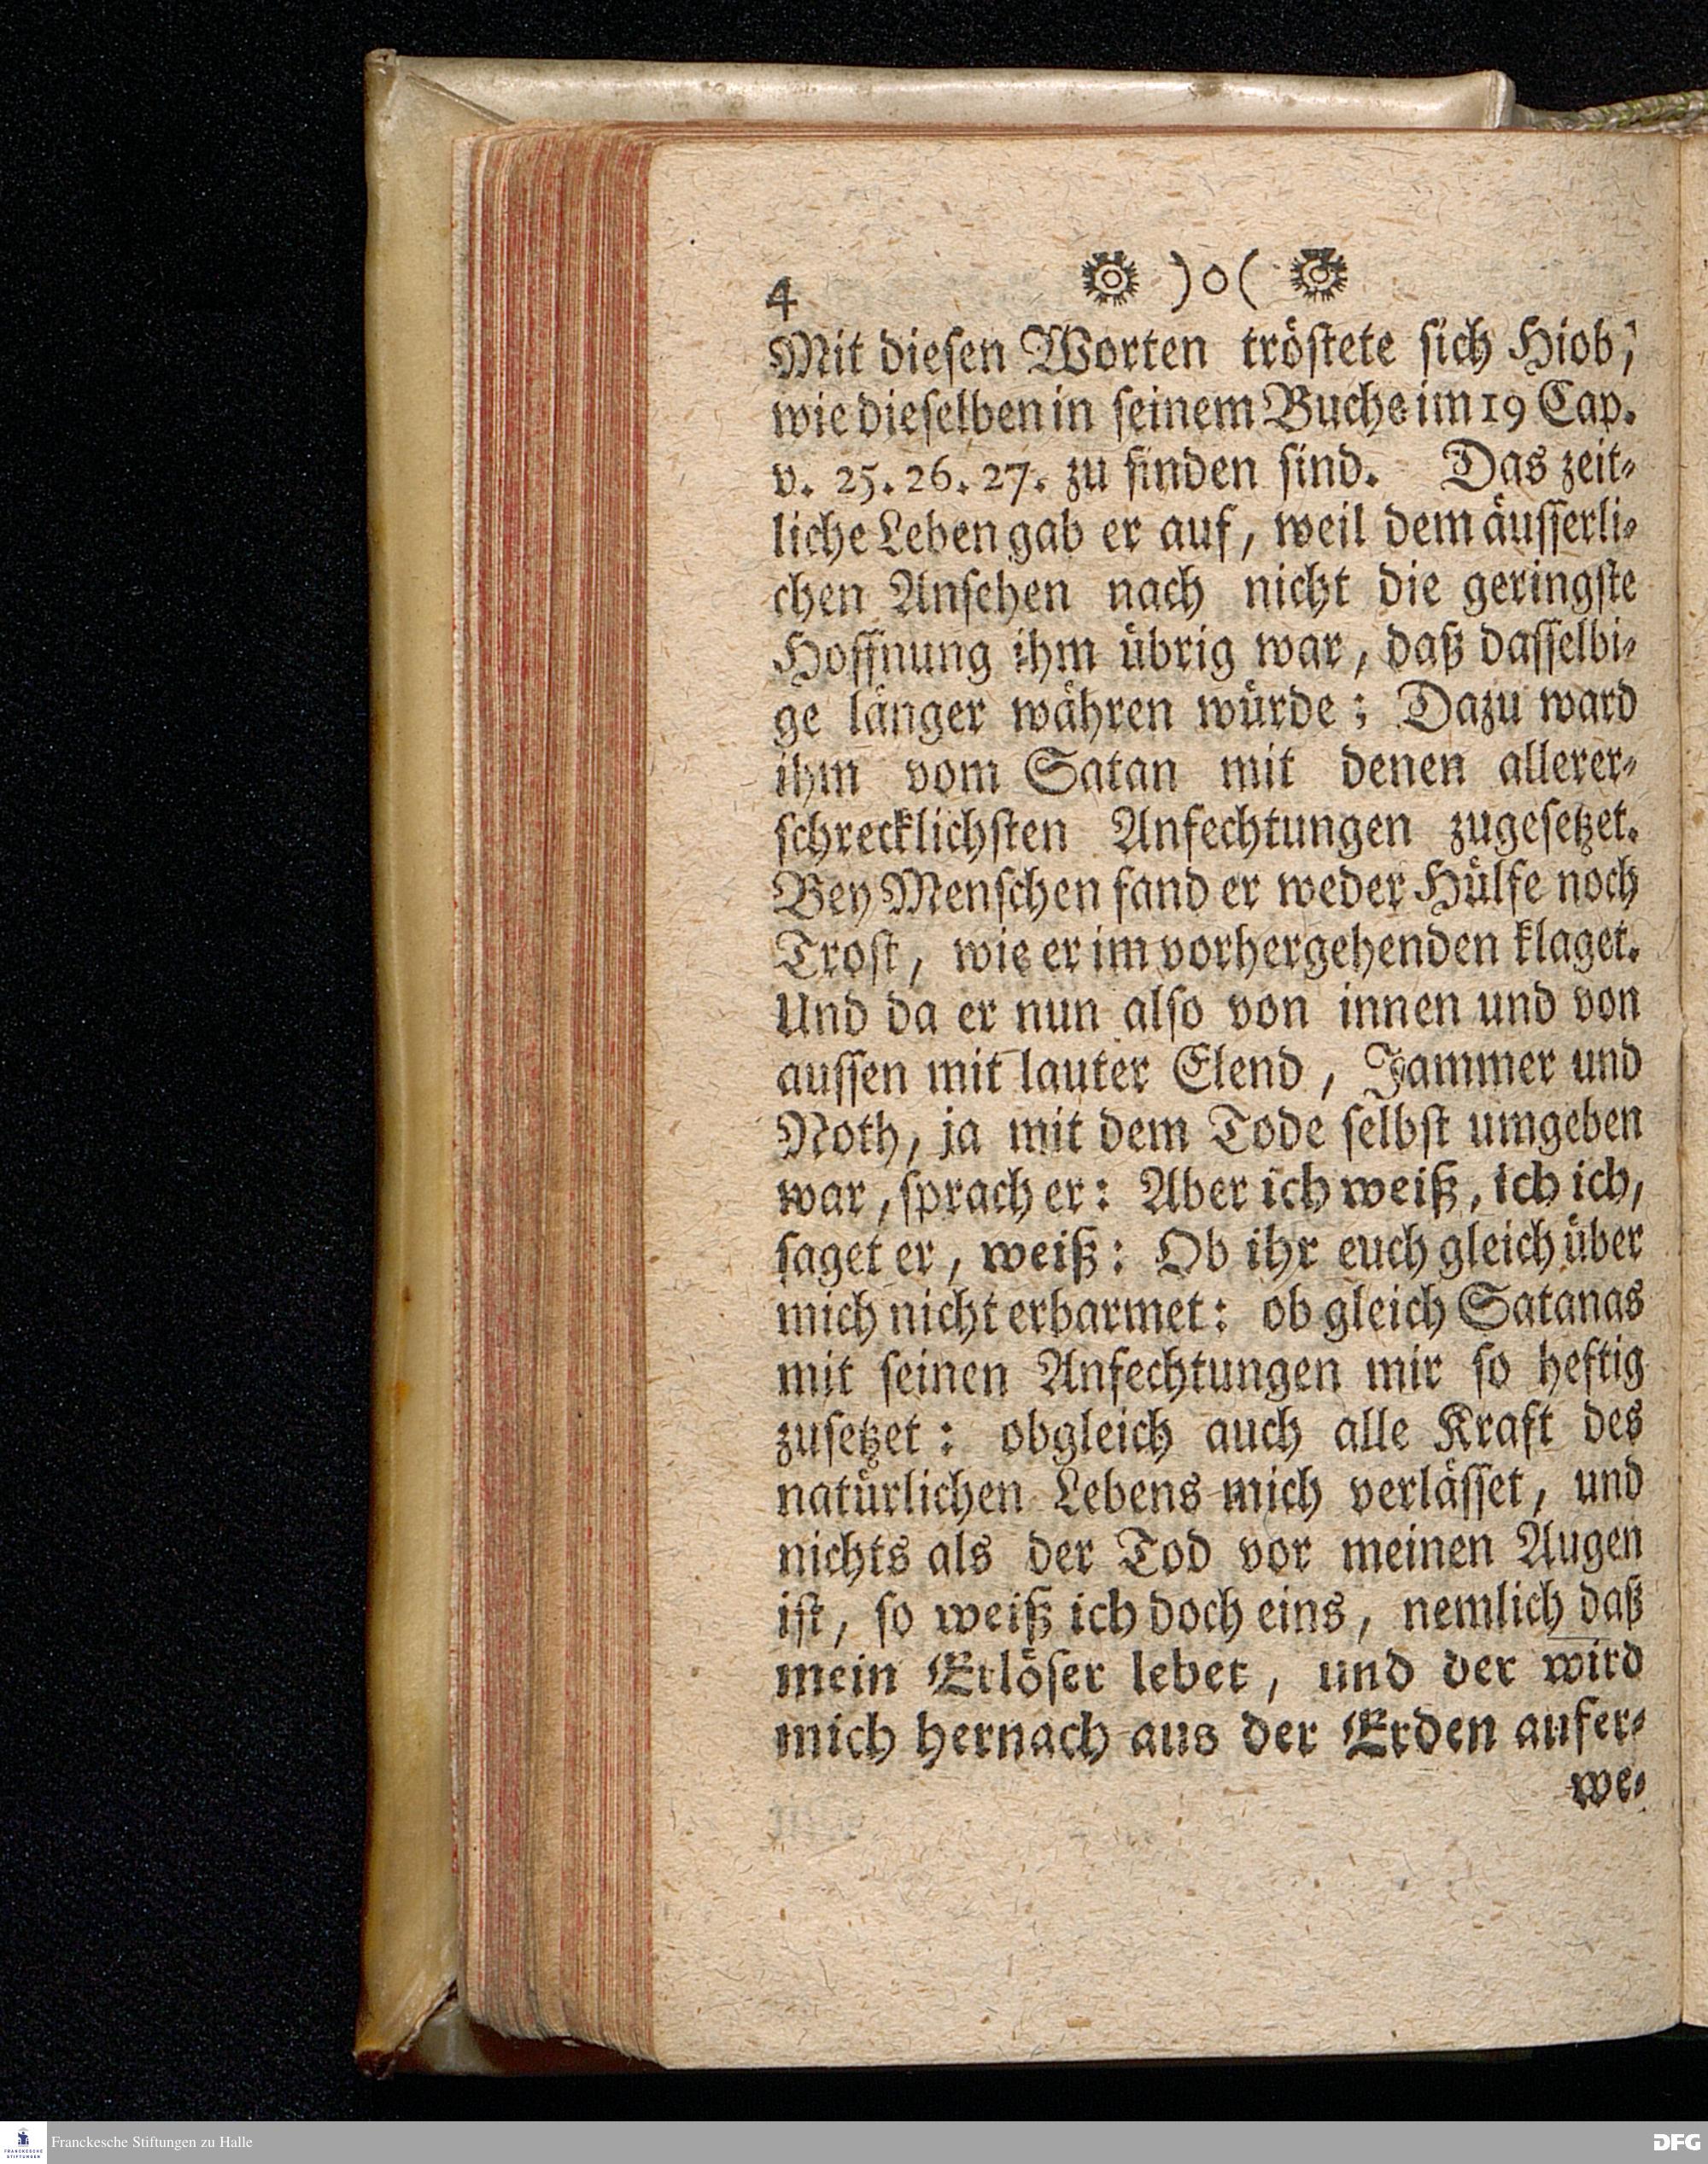 4 )o(
Mit diesen Worten tröstete sich Hiob,
wie dieselben in seinem Buche im 19 Cap.
v. 25. 26. 27. zu finden sind. Das zeit-
liche Leben gab er auf, weil dem äusserli-
chen Ansehen nach nicht die geringste
Hoffnung ihm übrig war, daß dasselbi-
ge länger währen würde; Dazu ward
ihm vom Satan mit denen allerer-
schrecklichsten Anfechtungen zugesetzet.
Bey Menschen fand er weder Hülfe noch
Trost, wie er im vorhergehenden klaget.
Und da er nun also von innen und von
aussen mit lauter Elend, Jammer und
Noth, ja mit dem Tode selbst umgeben
war, sprach er: Aber ich weiß, ich ich,
saget er, weiß: Ob ihr euch gleich über
mich nicht erbarmet: ob gleich Satanas
mit seinen Anfechtungen mir so heftig
zusetzet: obgleich auch alle Kraft des
natürlichen Lebens mich verlässet, und
nichts als der Tod vor meinen Augen
ist, so weiß ich doch eins, nemlich daß
mein Erlöser lebet, und der wird
mich hernach aus der Erden aufer-
we-
FRANCKESCHE
STIFTUNGEN
Franckesche Stiftungen zu Halle
DFG